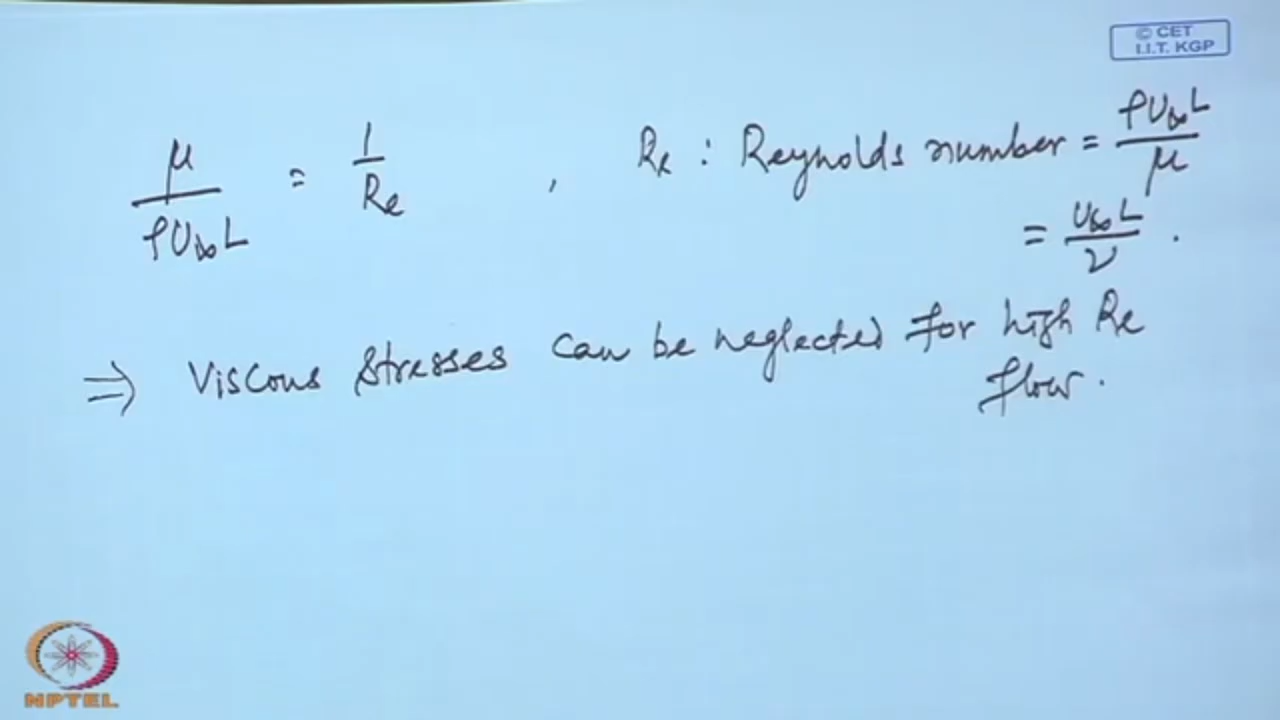 © CET
I.I.T. KGP
μ / ρU∞L = 1 / Re , Re : Reynolds number = ρU∞L / μ
= U∞L / ν .
⇒ Viscous stresses can be neglected for high Re
flow.
NPTEL